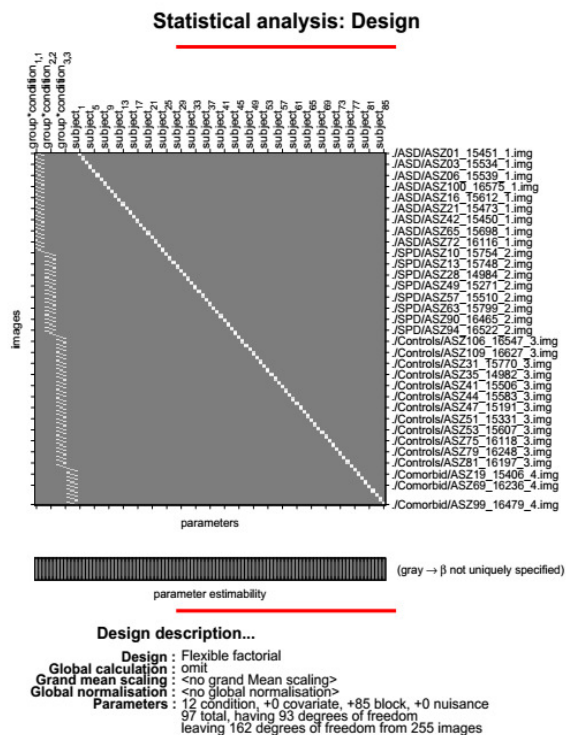 Statistical analysis: Design
group*condition1,1
group*condition2,2
group*condition3,3
subject1
subject5
subject9
subject13
subject17
subject21
subject25
subject29
subject33
subject37
subject41
subject45
subject49
subject53
subject57
subject61
subject65
subject69
subject73
subject77
subject81
subject85
images
./ASD/ASZ01_15451_1.img
./ASD/ASZ03_15534_1.img
./ASD/ASZ06_15539_1.img
./ASD/ASZ100_16575_1.img
./ASD/ASZ16_15612_1.img
./ASD/ASZ21_15473_1.img
./ASD/ASZ42_15450_1.img
./ASD/ASZ65_15698_1.img
./ASD/ASZ72_16116_1.img
./SPD/ASZ10_15754_2.img
./SPD/ASZ13_15748_2.img
./SPD/ASZ28_14984_2.img
./SPD/ASZ49_15271_2.img
./SPD/ASZ57_15510_2.img
./SPD/ASZ63_15799_2.img
./SPD/ASZ90_16465_2.img
./SPD/ASZ94_16522_2.img
./Controls/ASZ106_16547_3.img
./Controls/ASZ109_16627_3.img
./Controls/ASZ31_15770_3.img
./Controls/ASZ35_14982_3.img
./Controls/ASZ41_15506_3.img
./Controls/ASZ44_15583_3.img
./Controls/ASZ47_15191_3.img
./Controls/ASZ51_15331_3.img
./Controls/ASZ53_15607_3.img
./Controls/ASZ75_16118_3.img
./Controls/ASZ79_16248_3.img
./Controls/ASZ81_16197_3.img
./Comorbid/ASZ19_15406_4.img
./Comorbid/ASZ69_16236_4.img
./Comorbid/ASZ99_16479_4.img
parameters
(gray → β not uniquely specified)
parameter estimability
Design description...
Design : Flexible factorial
Global calculation : omit
Grand mean scaling : <no grand Mean scaling>
Global normalisation : <no global normalisation>
Parameters : 12 condition, +0 covariate, +85 block, +0 nuisance
97 total, having 93 degrees of freedom
leaving 162 degrees of freedom from 255 images